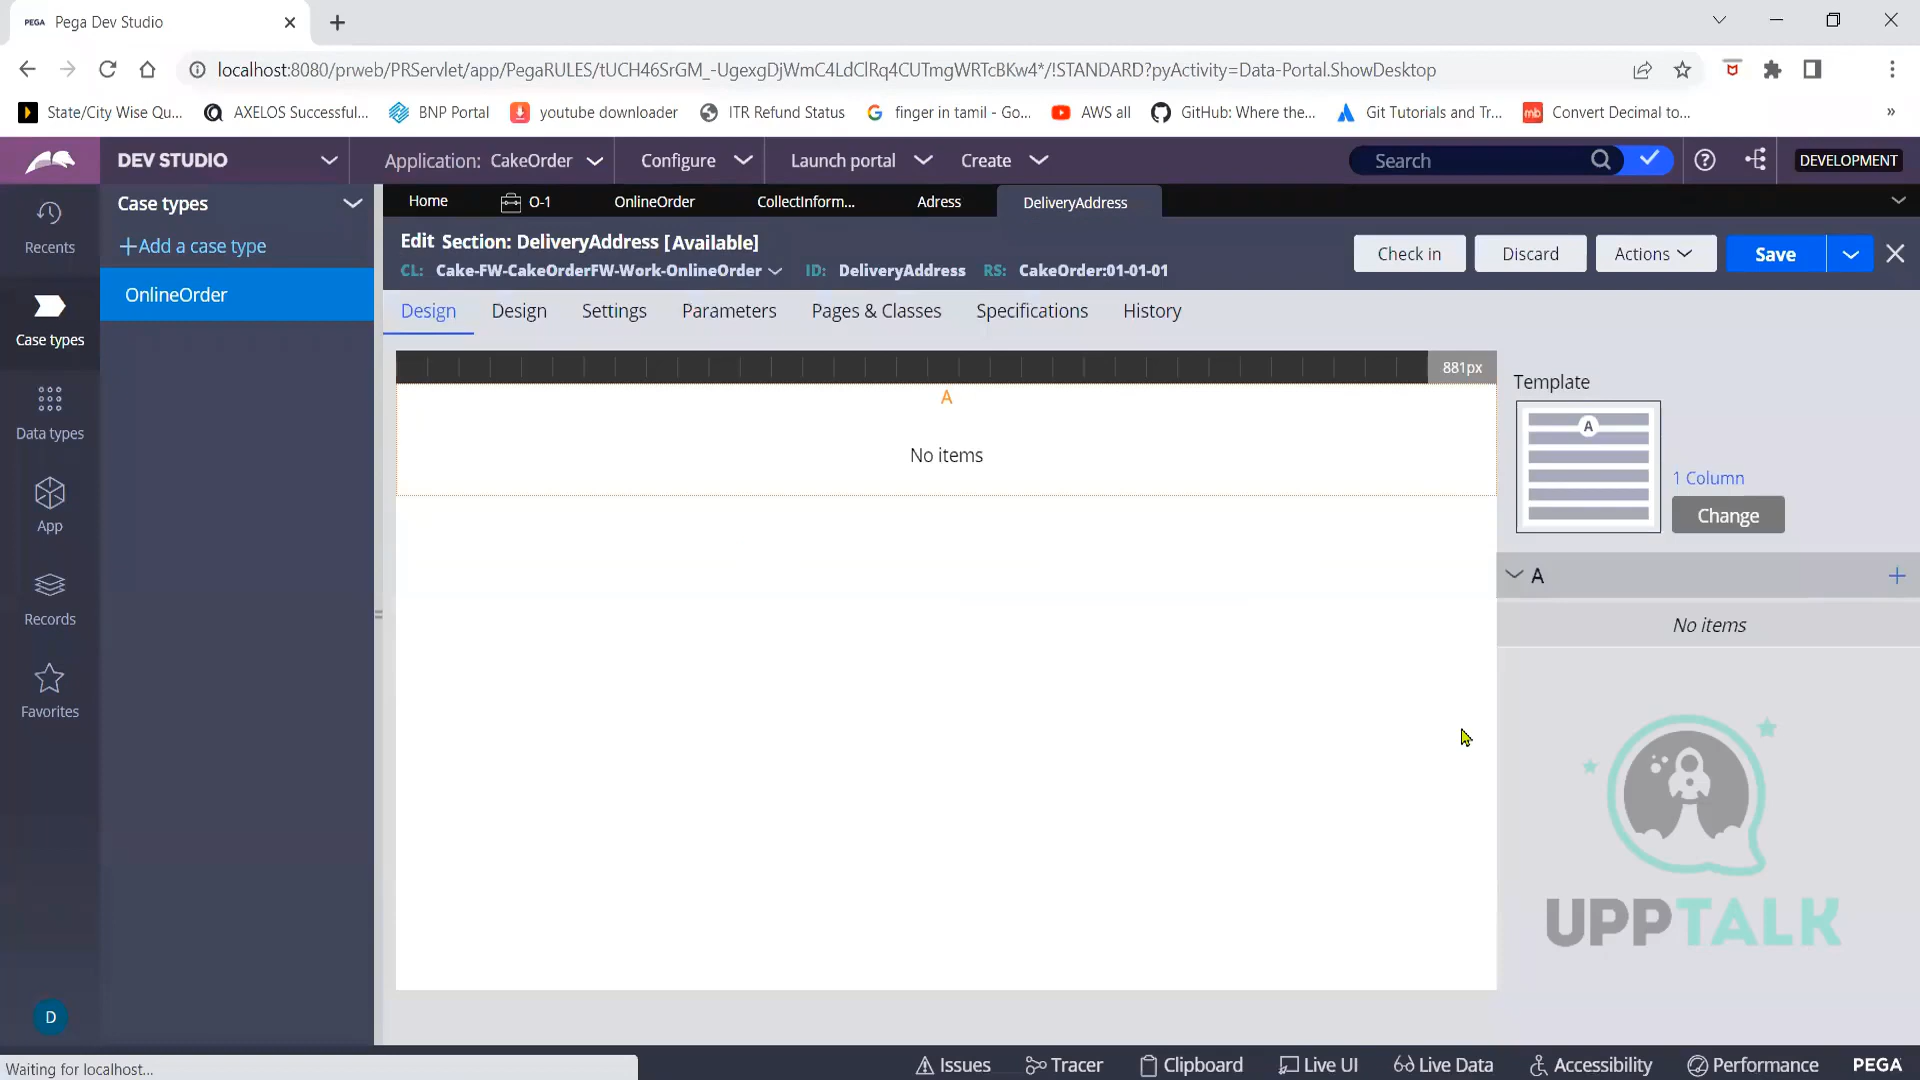 PEGA Pega Dev Studio
localhost:8080/prweb/PRServlet/app/PegaRULES/tUCH46SrGM_-UgexgDjWmC4LdClRq4CUTmgWRTcBKw4*/!STANDARD?pyActivity=Data-Portal.ShowDesktop
State/City Wise Qu... AXELOS Successful... BNP Portal youtube downloader ITR Refund Status finger in tamil - Go... AWS all GitHub: Where the... Git Tutorials and Tr... mb Convert Decimal to... »
DEV STUDIO Application: CakeOrder Configure Launch portal Create Search DEVELOPMENT
Recents
Case types
Data types
App
Records
Favorites
D
Case types
+Add a case type
OnlineOrder
Home O-1 OnlineOrder CollectInform... Adress DeliveryAddress
Edit Section: DeliveryAddress [Available]
CL: Cake-FW-CakeOrderFW-Work-OnlineOrder ID: DeliveryAddress RS: CakeOrder:01-01-01
Check in Discard Actions Save
Design Design Settings Parameters Pages & Classes Specifications History
881px
A
No items
Template
A
1 Column
Change
A
No items
UPPTALK
Waiting for localhost...
Issues Tracer Clipboard Live UI Live Data Accessibility Performance PEGA